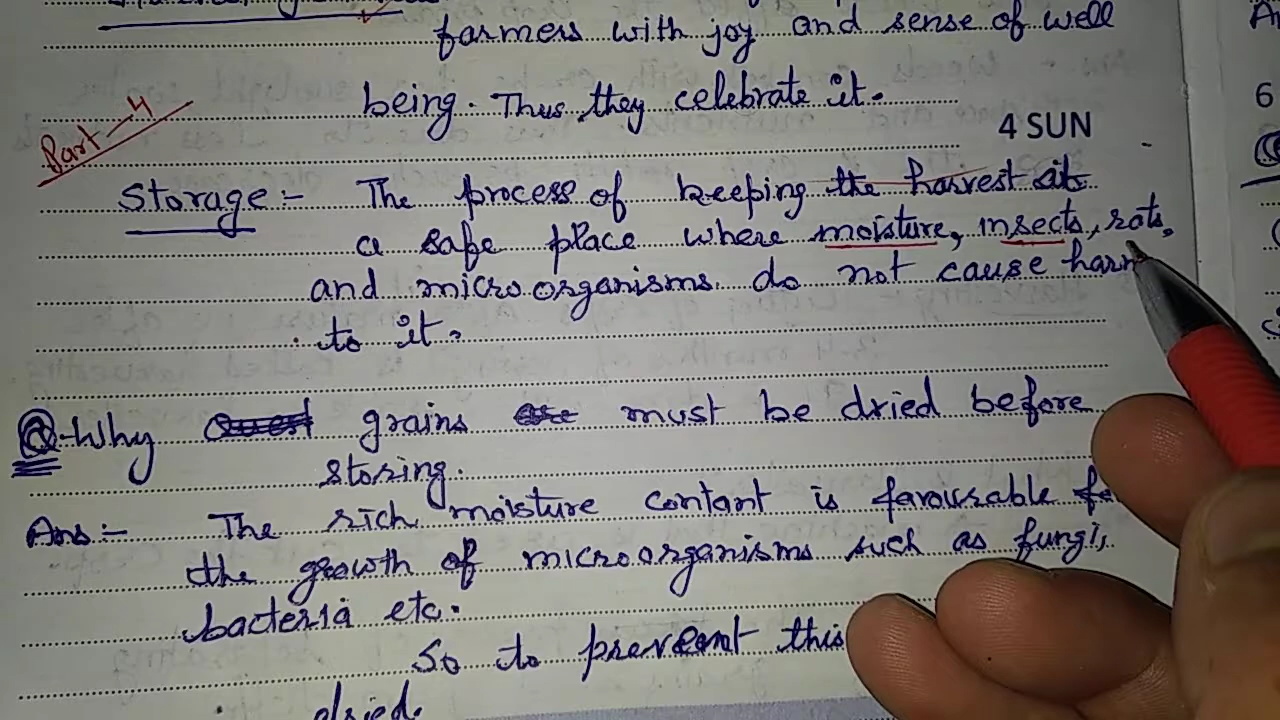 farmers with joy and sense of well
being. Thus, they celebrate it.
Part-4
4 SUN
Storage:- The process of keeping the harvest at
a safe place where moisture, insects, rats,
and microorganisms do not cause harm
to it.
Q-Why grains must be dried before
storing.
Ans:- The rich moisture contant is favourable
the growth of microorganisms such as fungi,
bacteria etc.
So to prevent this
dried.
6